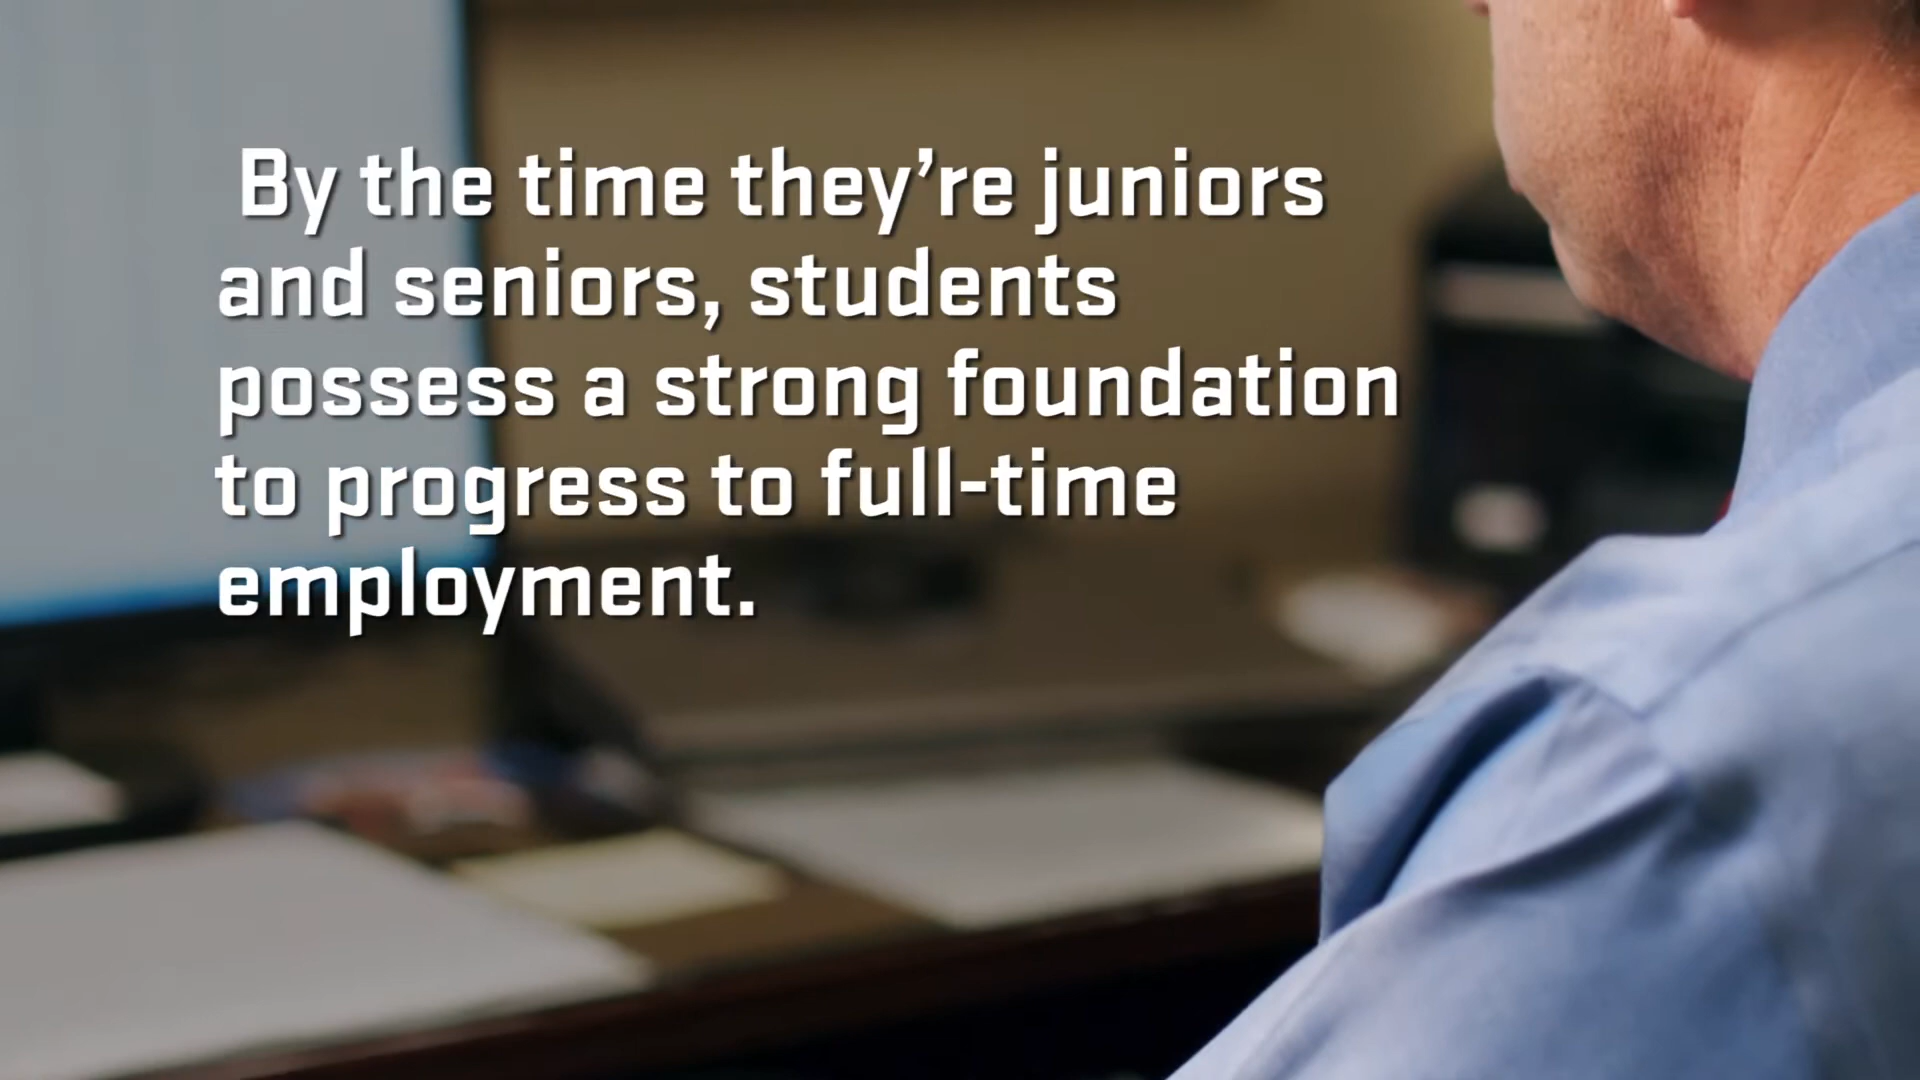 By the time they’re juniors
and seniors, students
possess a strong foundation
to progress to full-time
employment.